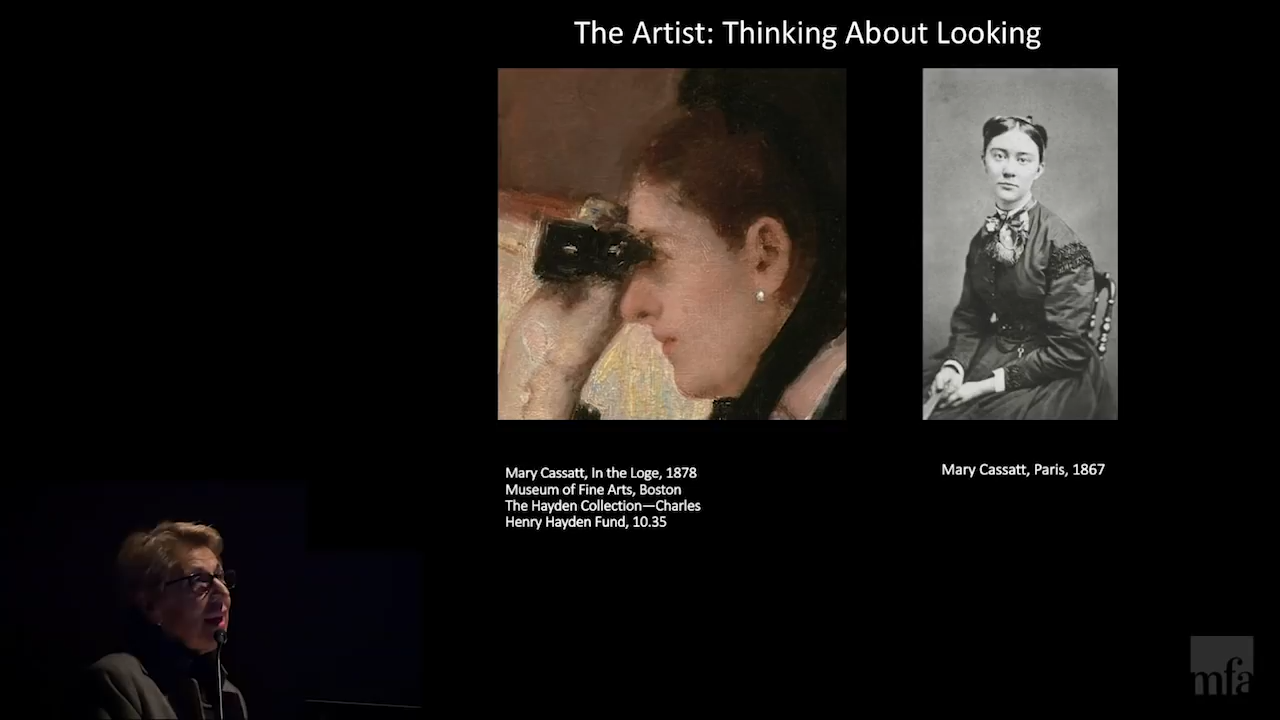 The Artist: Thinking About Looking
Mary Cassatt, In the Loge, 1878
Museum of Fine Arts, Boston
The Hayden Collection—Charles
Henry Hayden Fund, 10.35
Mary Cassatt, Paris, 1867
mfa